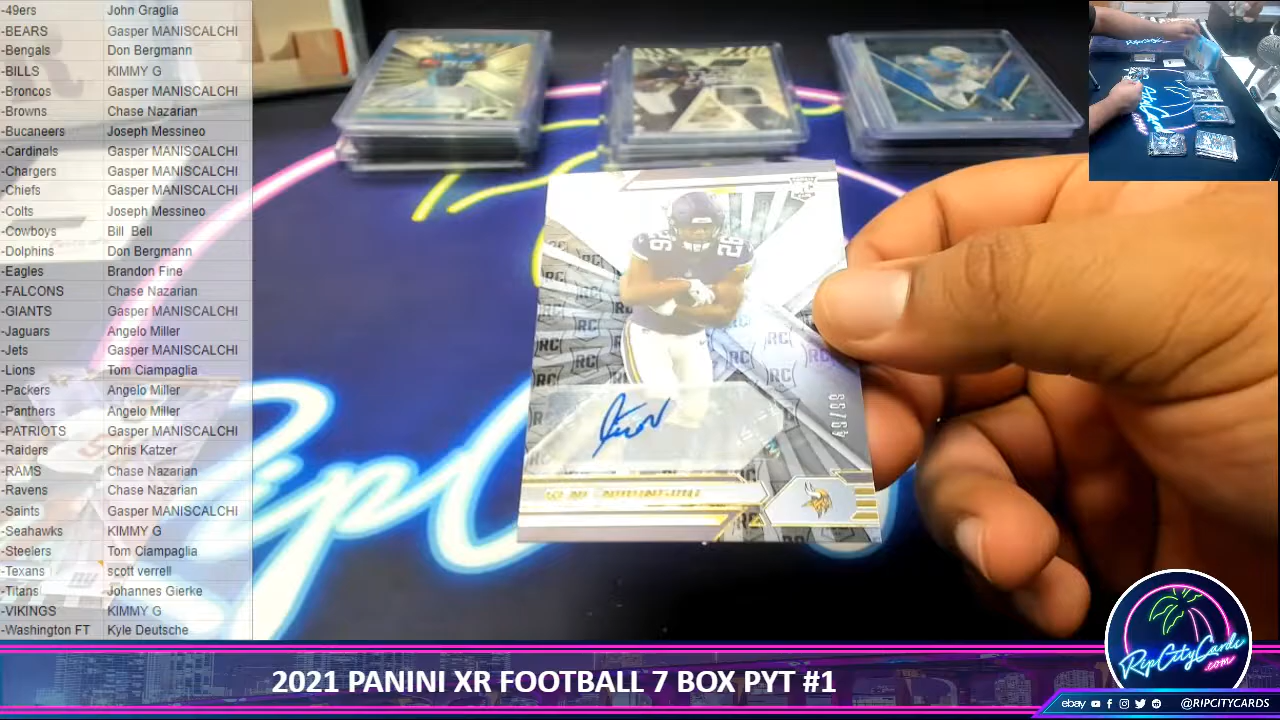 -49ers John Graglia
-BEARS Gasper MANISCALCHI
-Bengals Don Bergmann
-BILLS KIMMY G
-Broncos Gasper MANISCALCHI
-Browns Chase Nazarian
-Bucaneers Joseph Messineo
-Cardinals Gasper MANISCALCHI
-Chargers Gasper MANISCALCHI
-Chiefs Gasper MANISCALCHI
-Colts Joseph Messineo
-Cowboys Bill Bell
-Dolphins Don Bergmann
-Eagles Brandon Fine
-FALCONS Chase Nazarian
-GIANTS Gasper MANISCALCHI
-Jaguars Angelo Miller
-Jets Gasper MANISCALCHI
-Lions Tom Ciampaglia
-Packers Angelo Miller
-Panthers Angelo Miller
-PATRIOTS Gasper MANISCALCHI
-Raiders Chris Katzer
-RAMS Chase Nazarian
-Ravens Chase Nazarian
-Saints Gasper MANISCALCHI
-Seahawks KIMMY G
-Steelers Tom Ciampaglia
-Texans scott verrell
-Titans Johannes Gierke
-VIKINGS KIMMY G
-Washington FT Kyle Deutsche
RC
26
2021 PANINI XR FOOTBALL 7 BOX PYT #1
RipCityCards
.com
ebay @RIPCITYCARDS